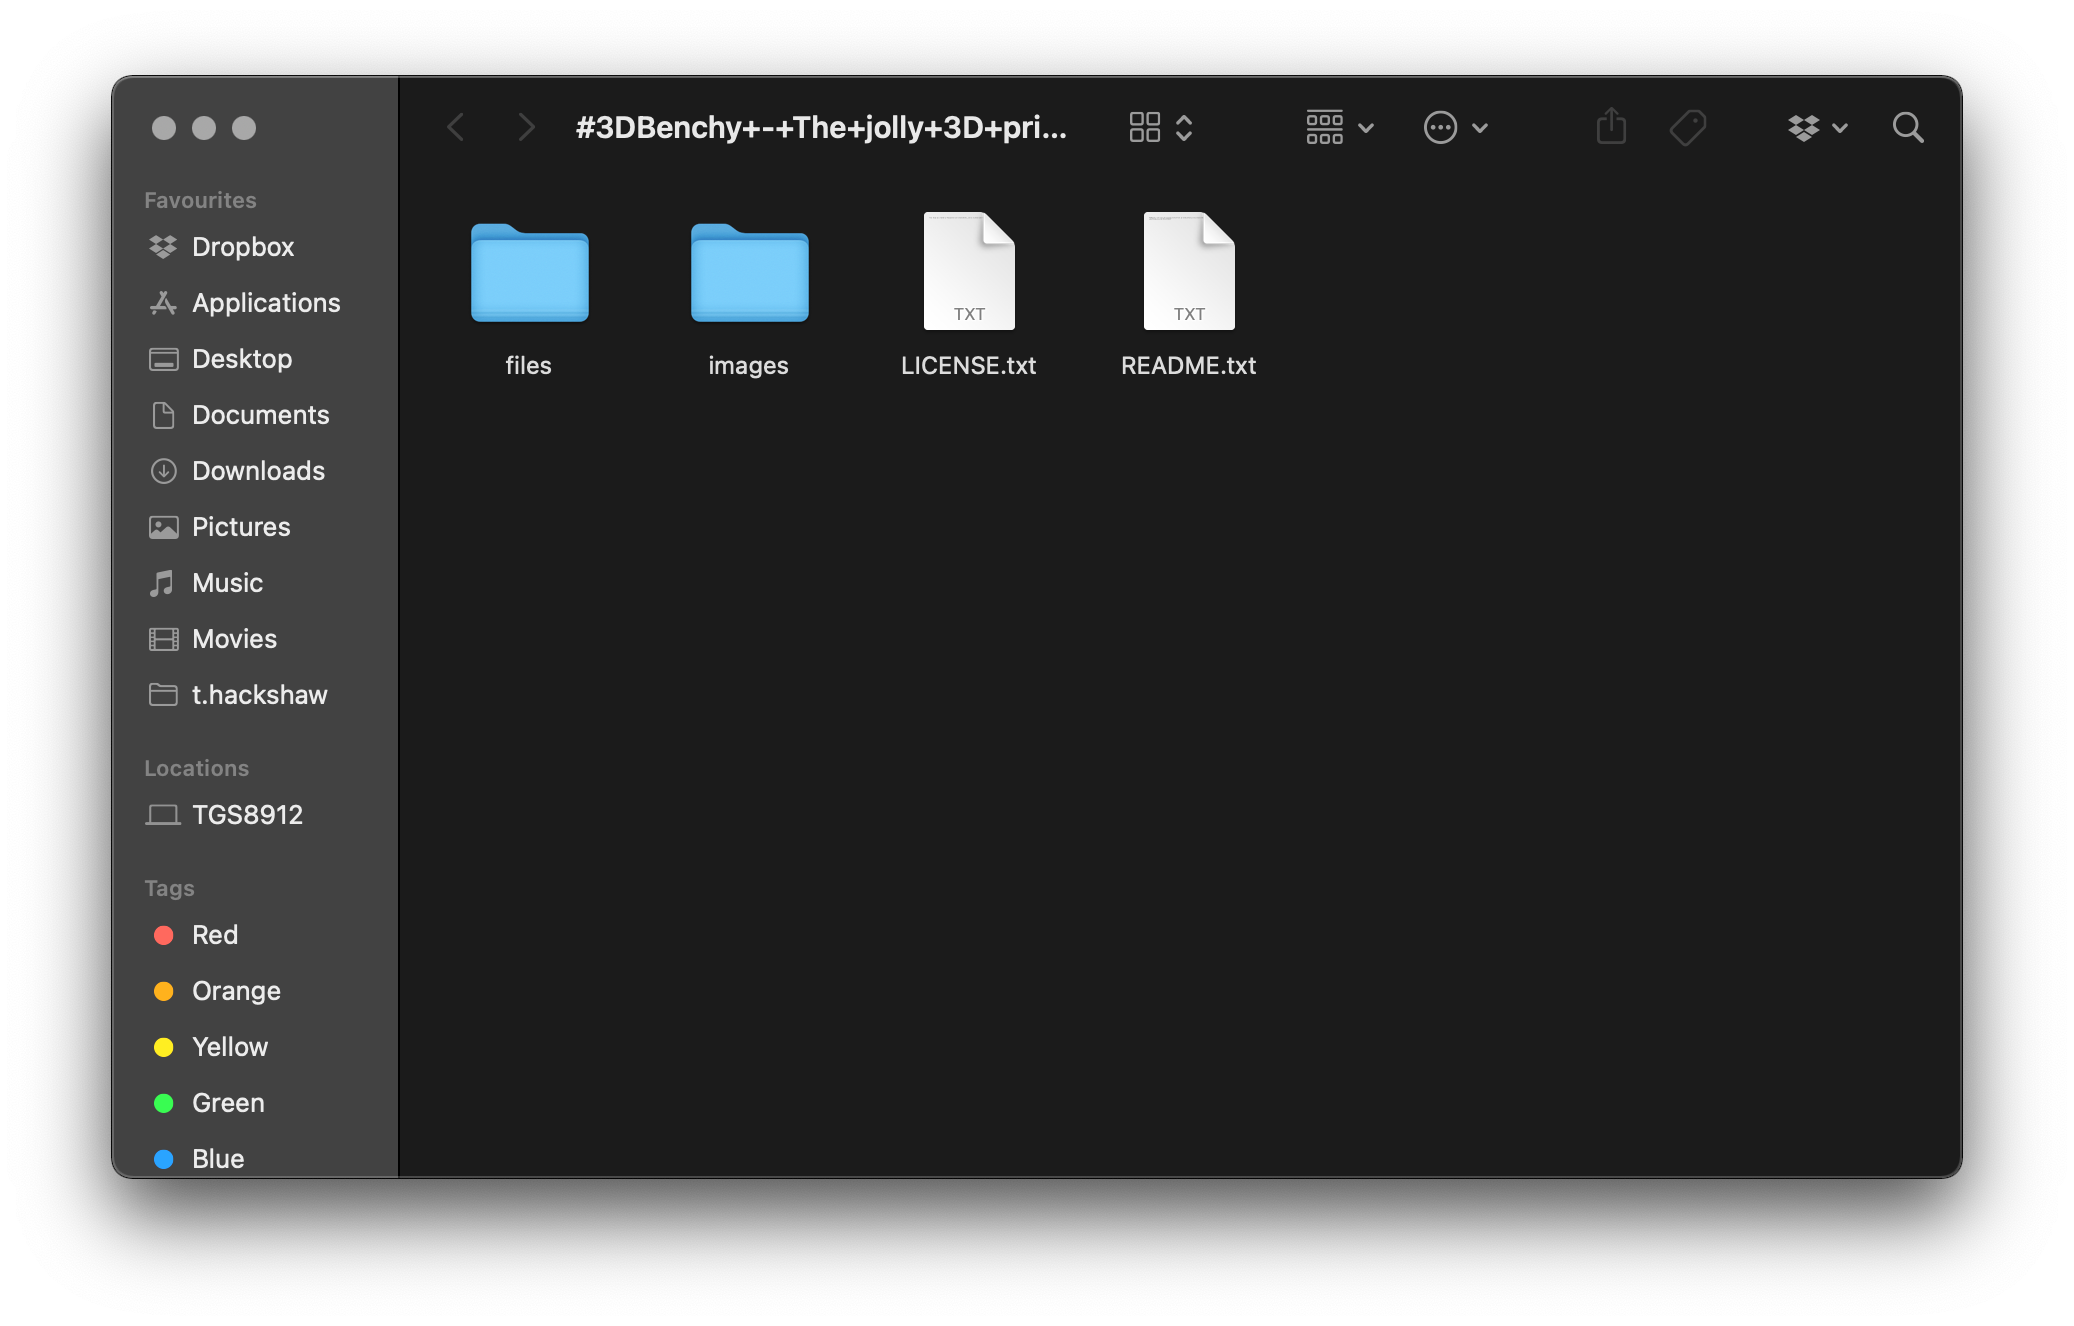 #3DBenchy+-+The+jolly+3D+pri...
Favourites
Dropbox
Applications
Desktop
Documents
Downloads
Pictures
Music
Movies
t.hackshaw
Locations
TGS8912
Tags
Red
Orange
Yellow
Green
Blue
TXT
TXT
files
images
LICENSE.txt
README.txt